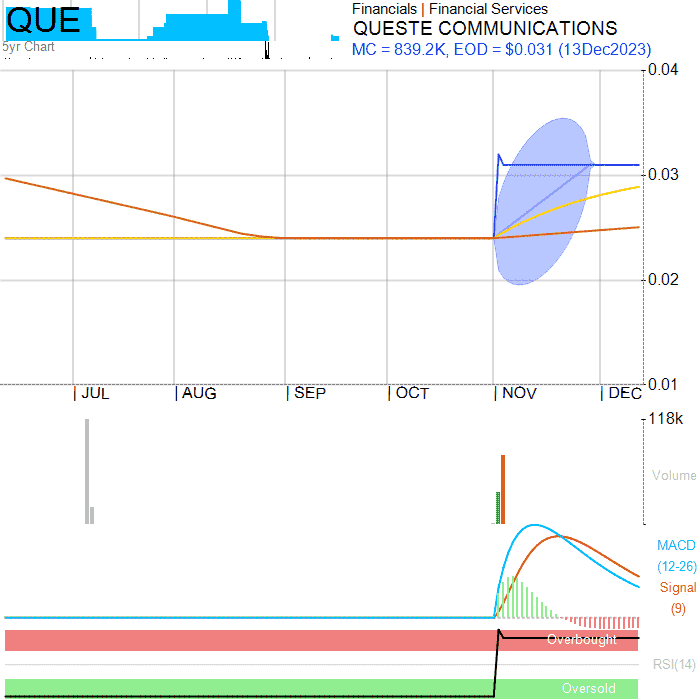 QUE
5yr Chart
Financials | Financial Services
QUESTE COMMUNICATIONS
MC = 839.2K, EOD = $0.031 (13Dec2023)
0.04
0.03
0.02
0.01
| JUL | AUG | SEP | OCT | NOV | DEC
118k
Volume
MACD
(12-26)
Signal
(9)
Overbought
RSI(14)
Oversold